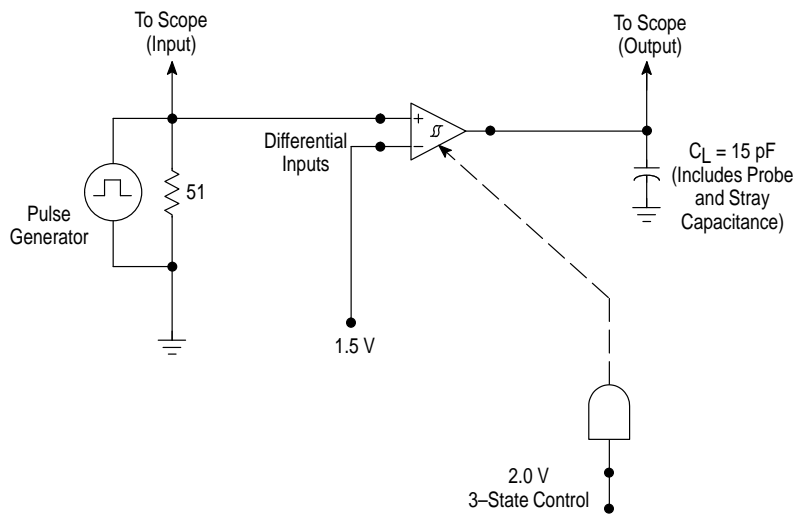 To Scope
(Input)
To Scope
(Output)
Differential
Inputs
+
–
CL = 15 pF
(Includes Probe
and Stray
Capacitance)
51
Pulse
Generator
1.5 V
2.0 V
3–State Control